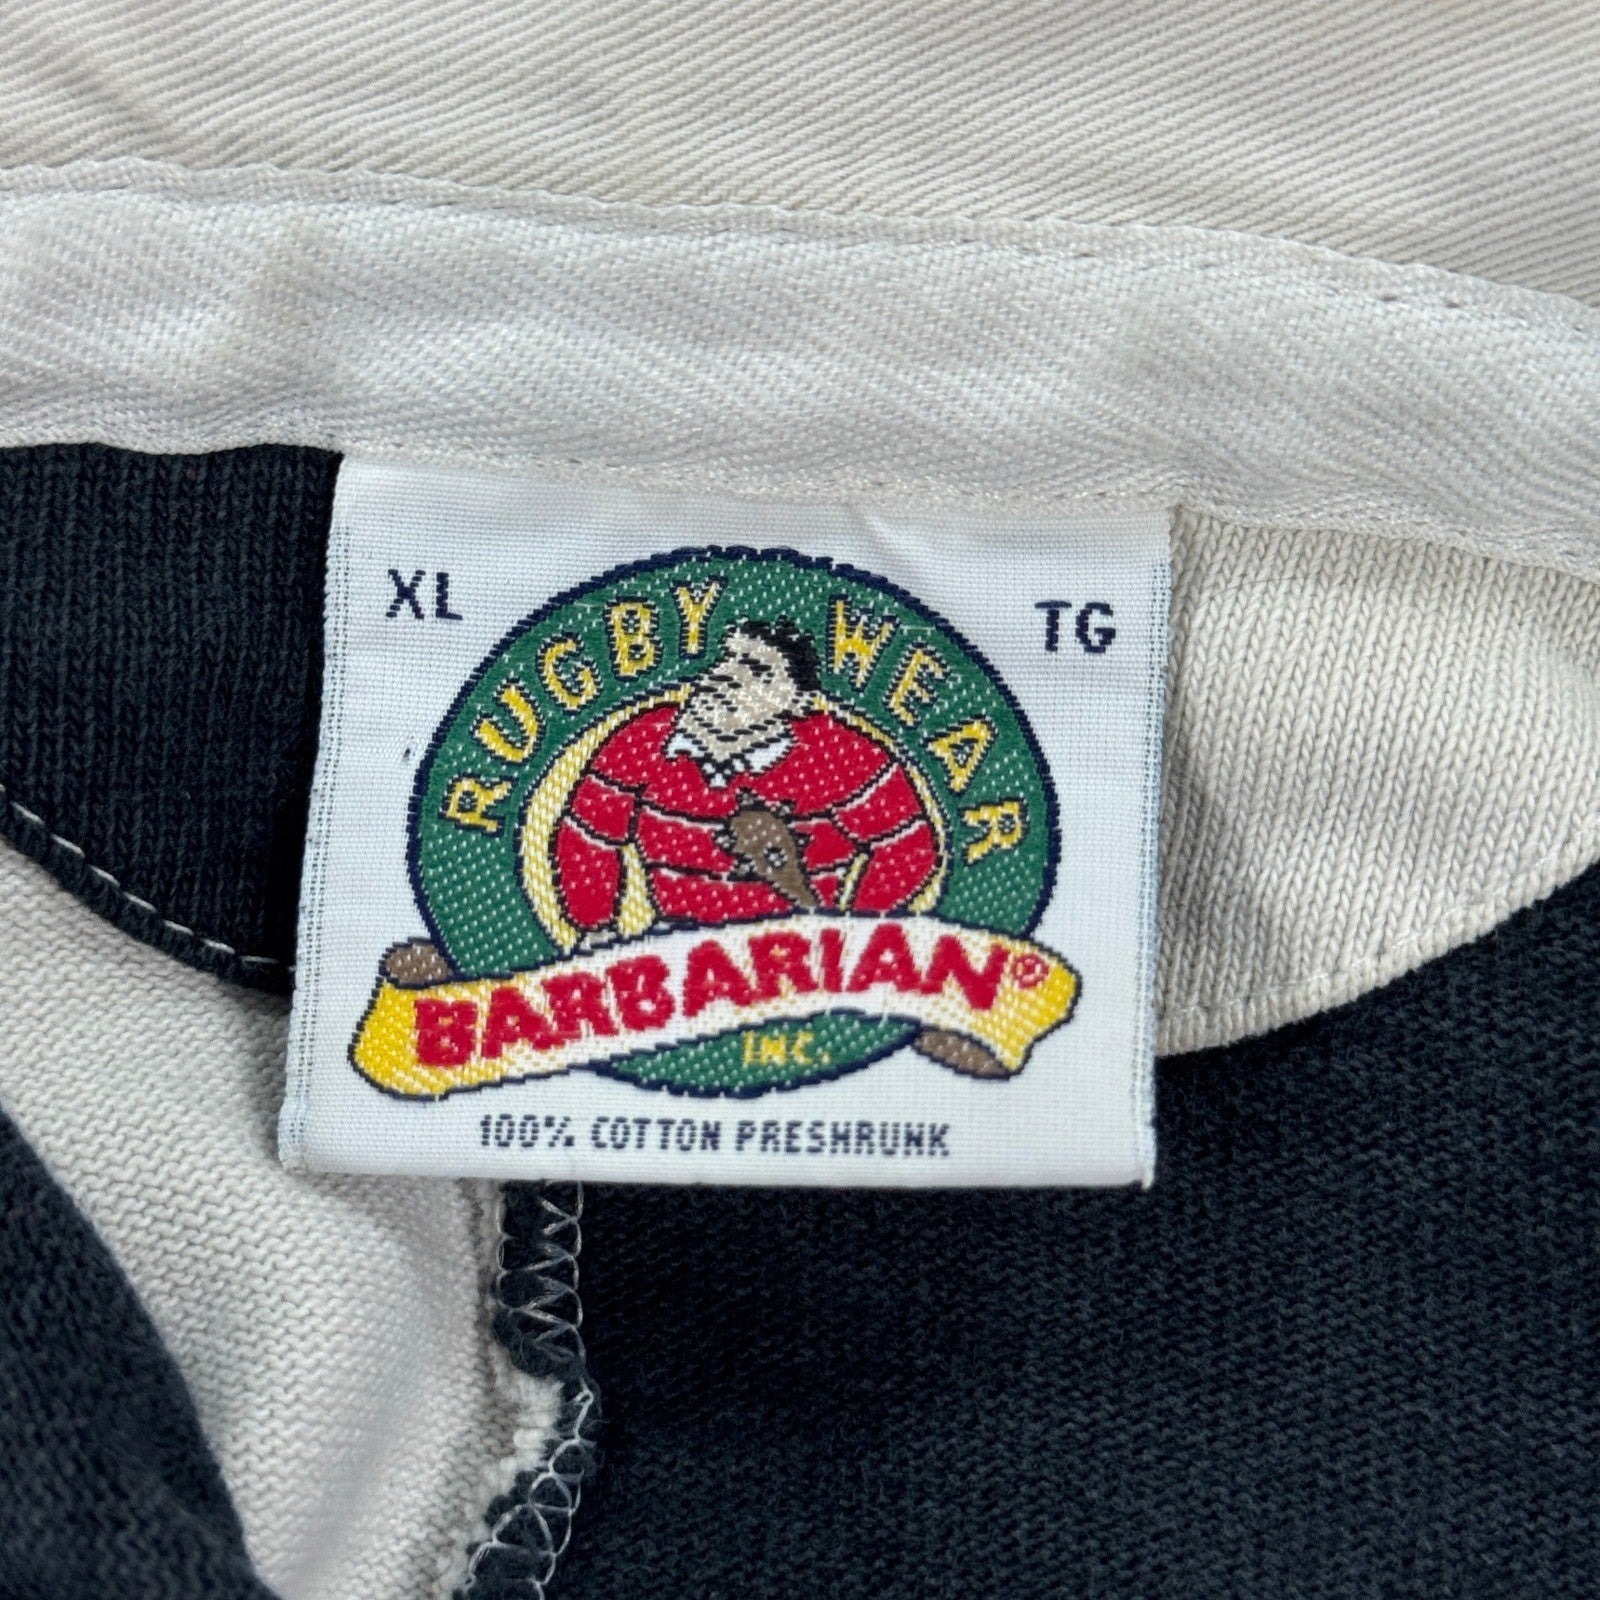 XL
TG
RUGBY WEAR
BARBARIAN®
INC.
100% COTTON PRESHRUNK